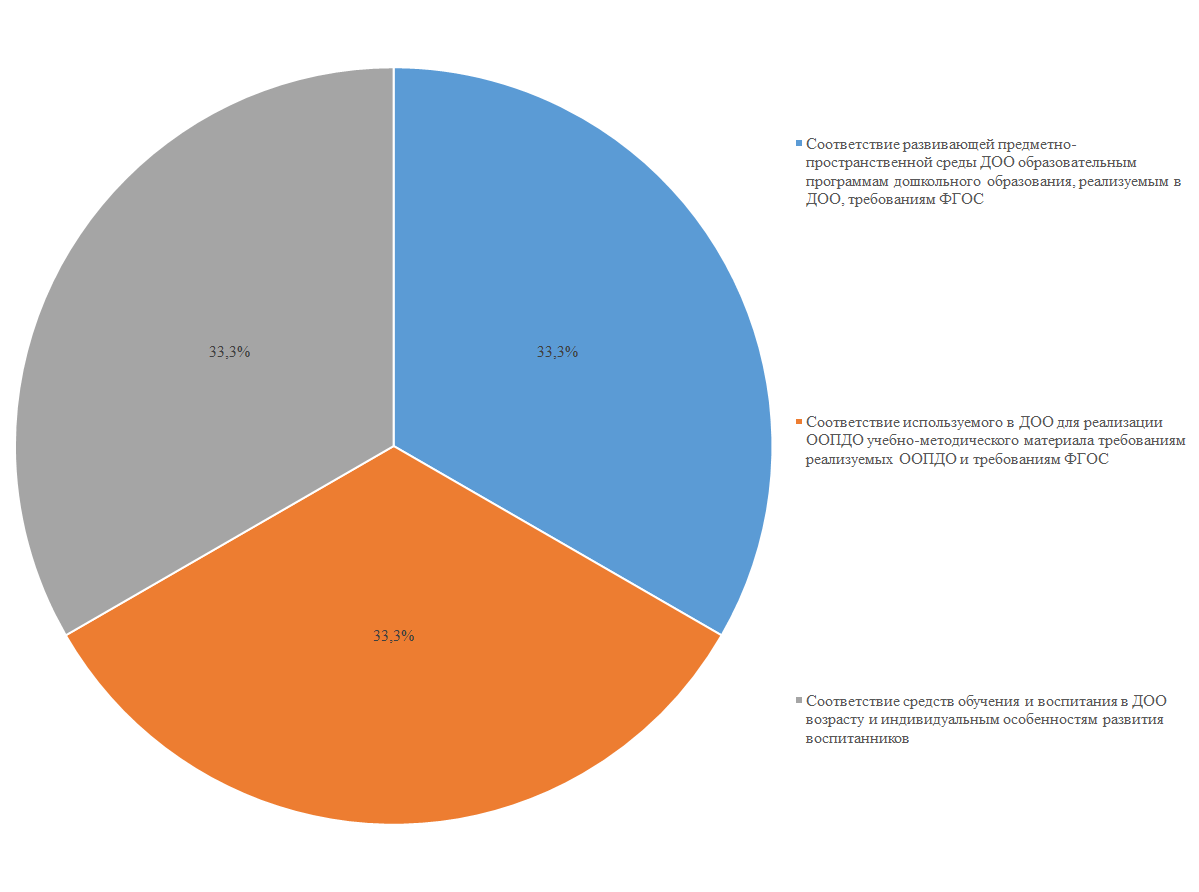 Соответствие развивающей предметно-
пространственной среды ДОО образовательным
программам дошкольного образования, реализуемым в
ДОО, требованиям ФГОС
33,3%
33,3%
Соответствие используемого в ДОО для реализации
ООПДО учебно-методического материала требованиям
реализуемых ООПДО и требованиям ФГОС
33,3%
Соответствие средств обучения и воспитания в ДОО
возрасту и индивидуальным особенностям развития
воспитанников